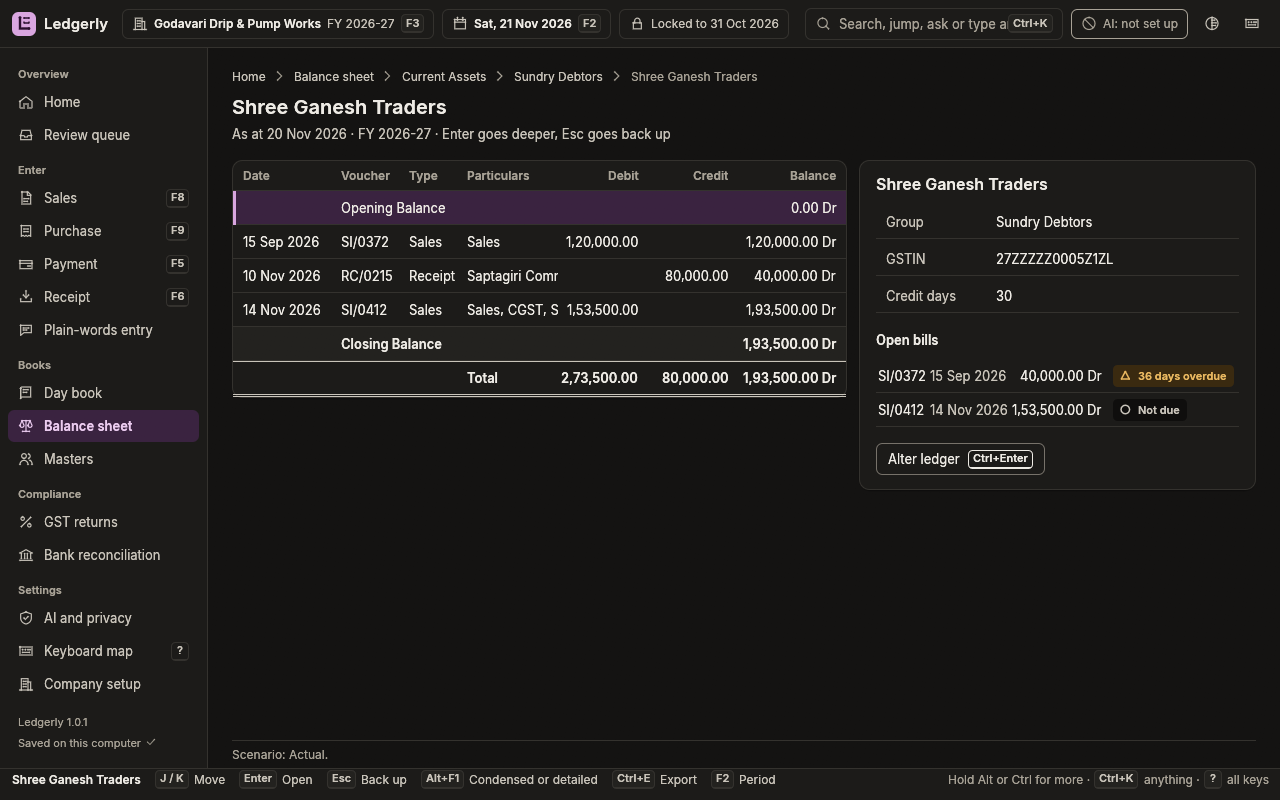 Ledgerly
Godavari Drip & Pump Works FY 2026-27 F3
Sat, 21 Nov 2026 F2
Locked to 31 Oct 2026
Search, jump, ask or type a Ctrl+K
AI: not set up
Overview
Home
Review queue
Enter
Sales F8
Purchase F9
Payment F5
Receipt F6
Plain-words entry
Books
Day book
Balance sheet
Masters
Compliance
GST returns
Bank reconciliation
Settings
AI and privacy
Keyboard map ?
Company setup
Ledgerly 1.0.1
Saved on this computer
Home Balance sheet Current Assets Sundry Debtors Shree Ganesh Traders
Shree Ganesh Traders
As at 20 Nov 2026 · FY 2026-27 · Enter goes deeper, Esc goes back up
Date Voucher Type Particulars Debit Credit Balance
Opening Balance 0.00 Dr
15 Sep 2026 SI/0372 Sales Sales 1,20,000.00 1,20,000.00 Dr
10 Nov 2026 RC/0215 Receipt Saptagiri Comr 80,000.00 40,000.00 Dr
14 Nov 2026 SI/0412 Sales Sales, CGST, S 1,53,500.00 1,93,500.00 Dr
Closing Balance 1,93,500.00 Dr
Total 2,73,500.00 80,000.00 1,93,500.00 Dr
Shree Ganesh Traders
Group Sundry Debtors
GSTIN 27ZZZZZ0005Z1ZL
Credit days 30
Open bills
SI/0372 15 Sep 2026 40,000.00 Dr 36 days overdue
SI/0412 14 Nov 2026 1,53,500.00 Dr Not due
Alter ledger Ctrl+Enter
Scenario: Actual.
Shree Ganesh Traders J / K Move Enter Open Esc Back up Alt+F1 Condensed or detailed Ctrl+E Export F2 Period
Hold Alt or Ctrl for more · Ctrl+K anything · ? all keys